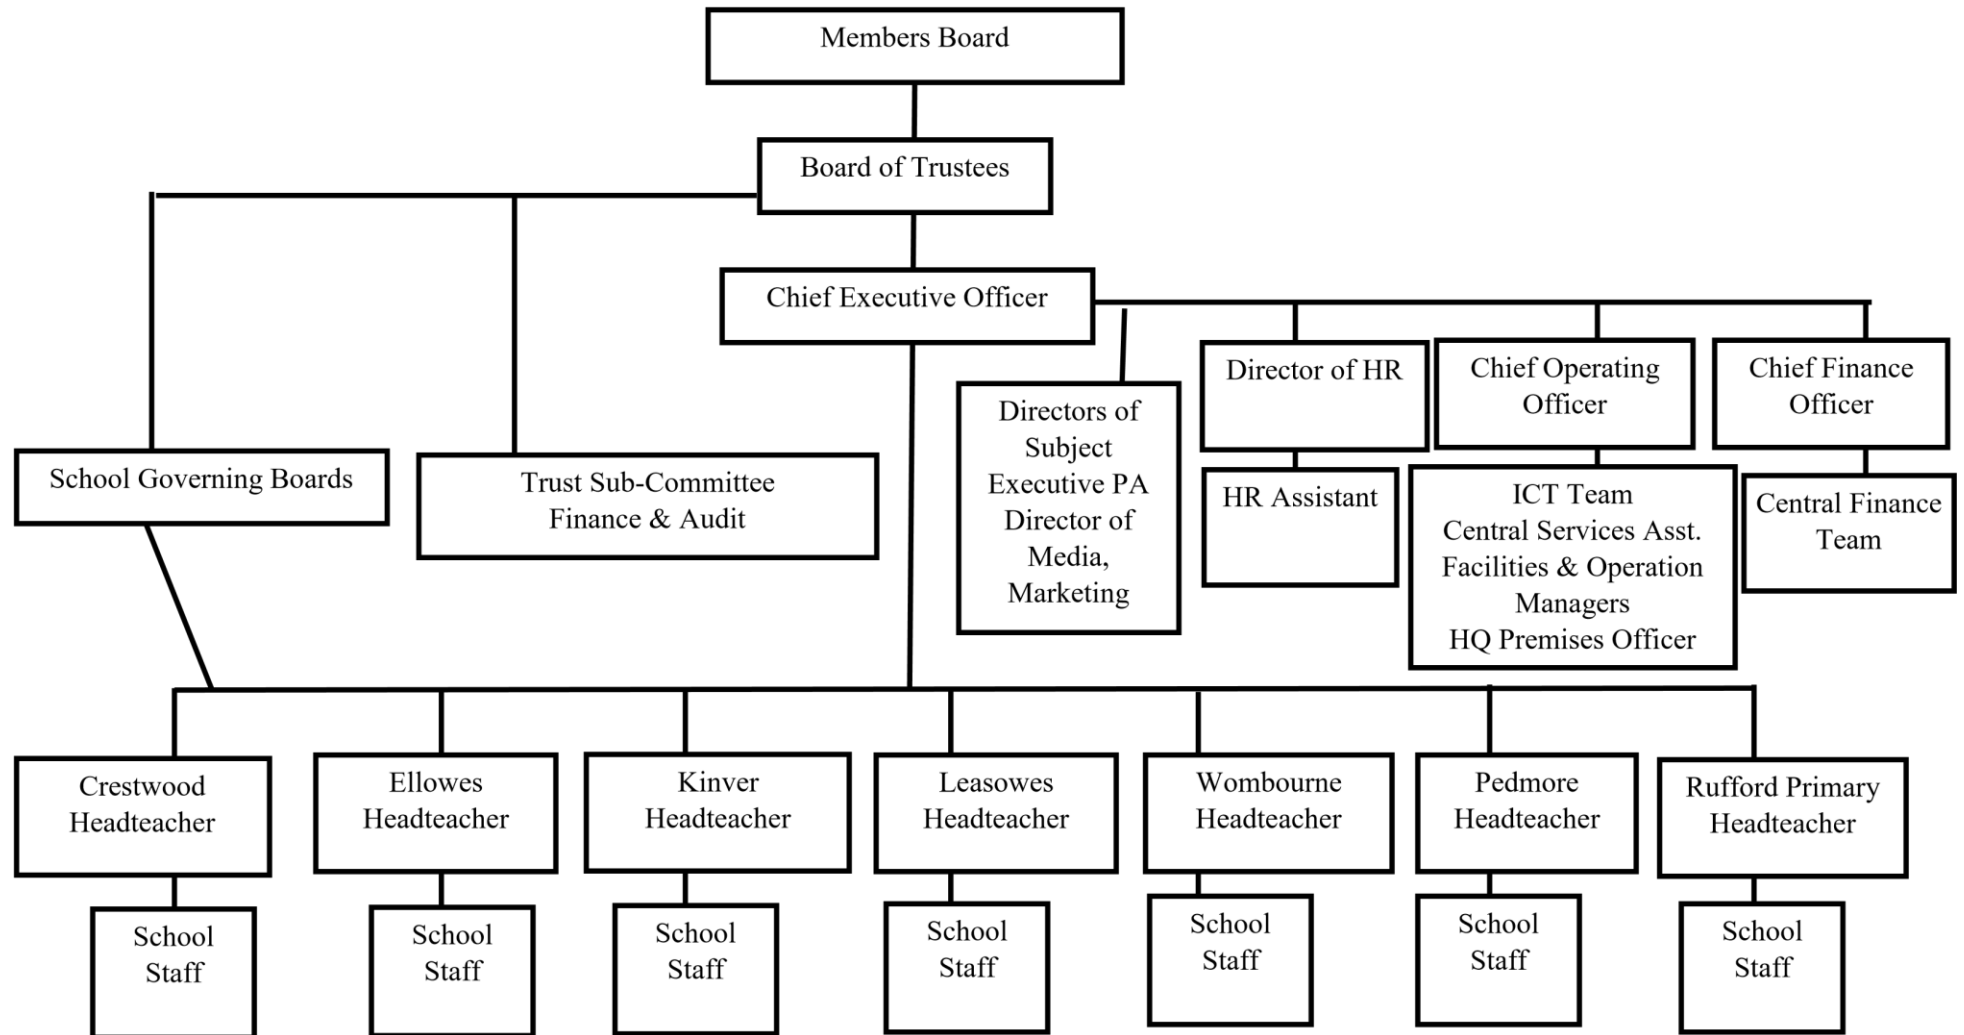 Members Board
Board of Trustees
Chief Executive Officer
Director of HR
Chief Operating
Officer
Chief Finance
Officer
Directors of
Subject
Executive PA
Director of
Media,
Marketing
School Governing Boards
Trust Sub-Committee
Finance & Audit
HR Assistant
ICT Team
Central Services Asst.
Facilities & Operation
Managers
HQ Premises Officer
Central Finance
Team
Crestwood
Headteacher
Ellowes
Headteacher
Kinver
Headteacher
Leasowes
Headteacher
Wombourne
Headteacher
Pedmore
Headteacher
Rufford Primary
Headteacher
School
Staff
School
Staff
School
Staff
School
Staff
School
Staff
School
Staff
School
Staff